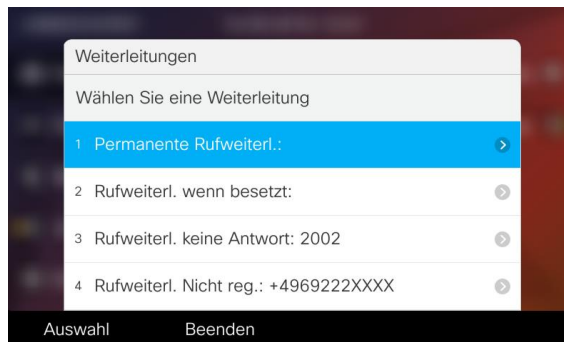 Weiterleitungen
Wählen Sie eine Weiterleitung
1 Permanente Rufweiterl.:
2 Rufweiterl. wenn besetzt:
3 Rufweiterl. keine Antwort: 2002
4 Rufweiterl. Nicht reg.: +4969222XXXX
Auswahl Beenden